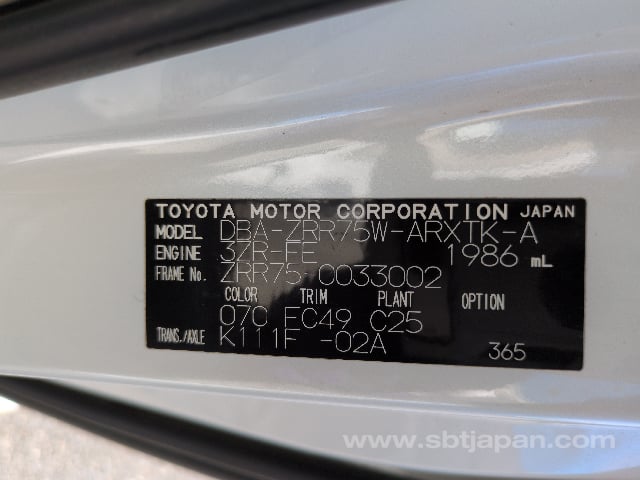 TOYOTA MOTOR CORPORATION JAPAN
MODEL DBA-ZRR75W-ARXTK-A
ENGINE 3ZR-FE 1986 mL
FRAME No. ZRR75-0033002
COLOR TRIM PLANT OPTION
070 FC49 C25
TRANS./AXLE K111F -02A 365
www.sbtjapan.com